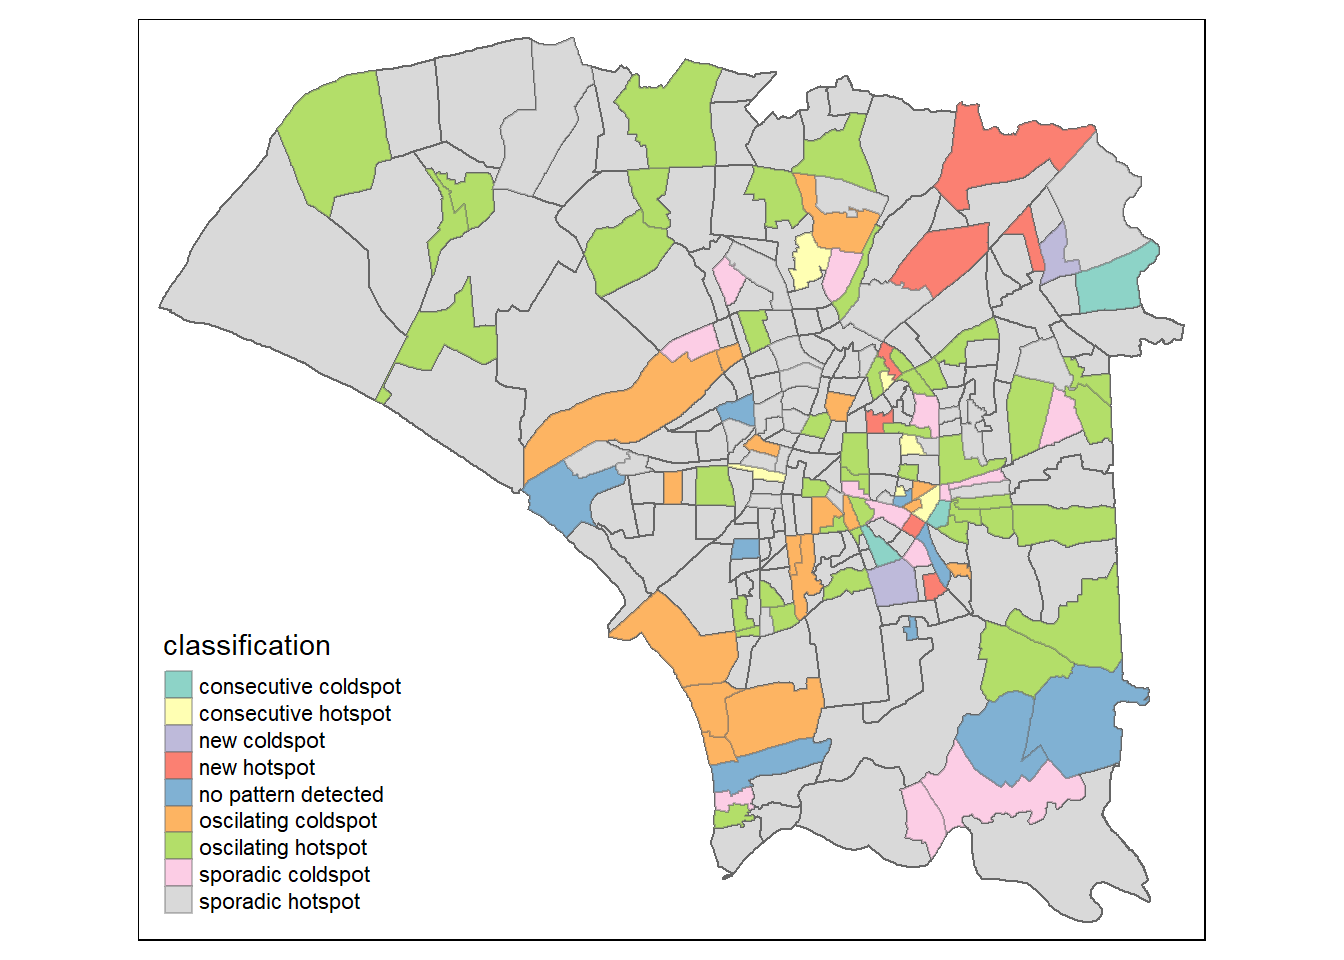 classification
consecutive coldspot
consecutive hotspot
new coldspot
new hotspot
no pattern detected
oscilating coldspot
oscilating hotspot
sporadic coldspot
sporadic hotspot